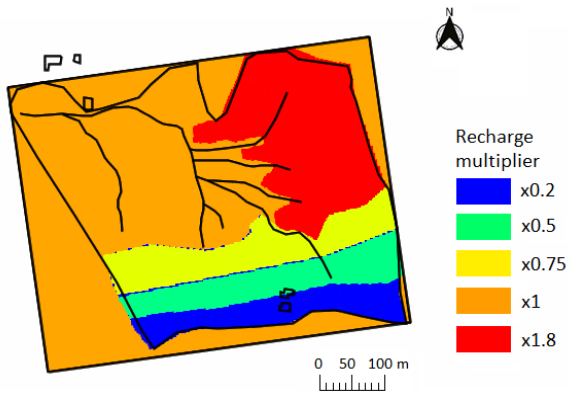 N
Recharge
multiplier
x0.2
x0.5
x0.75
x1
x1.8
0 50 100 m